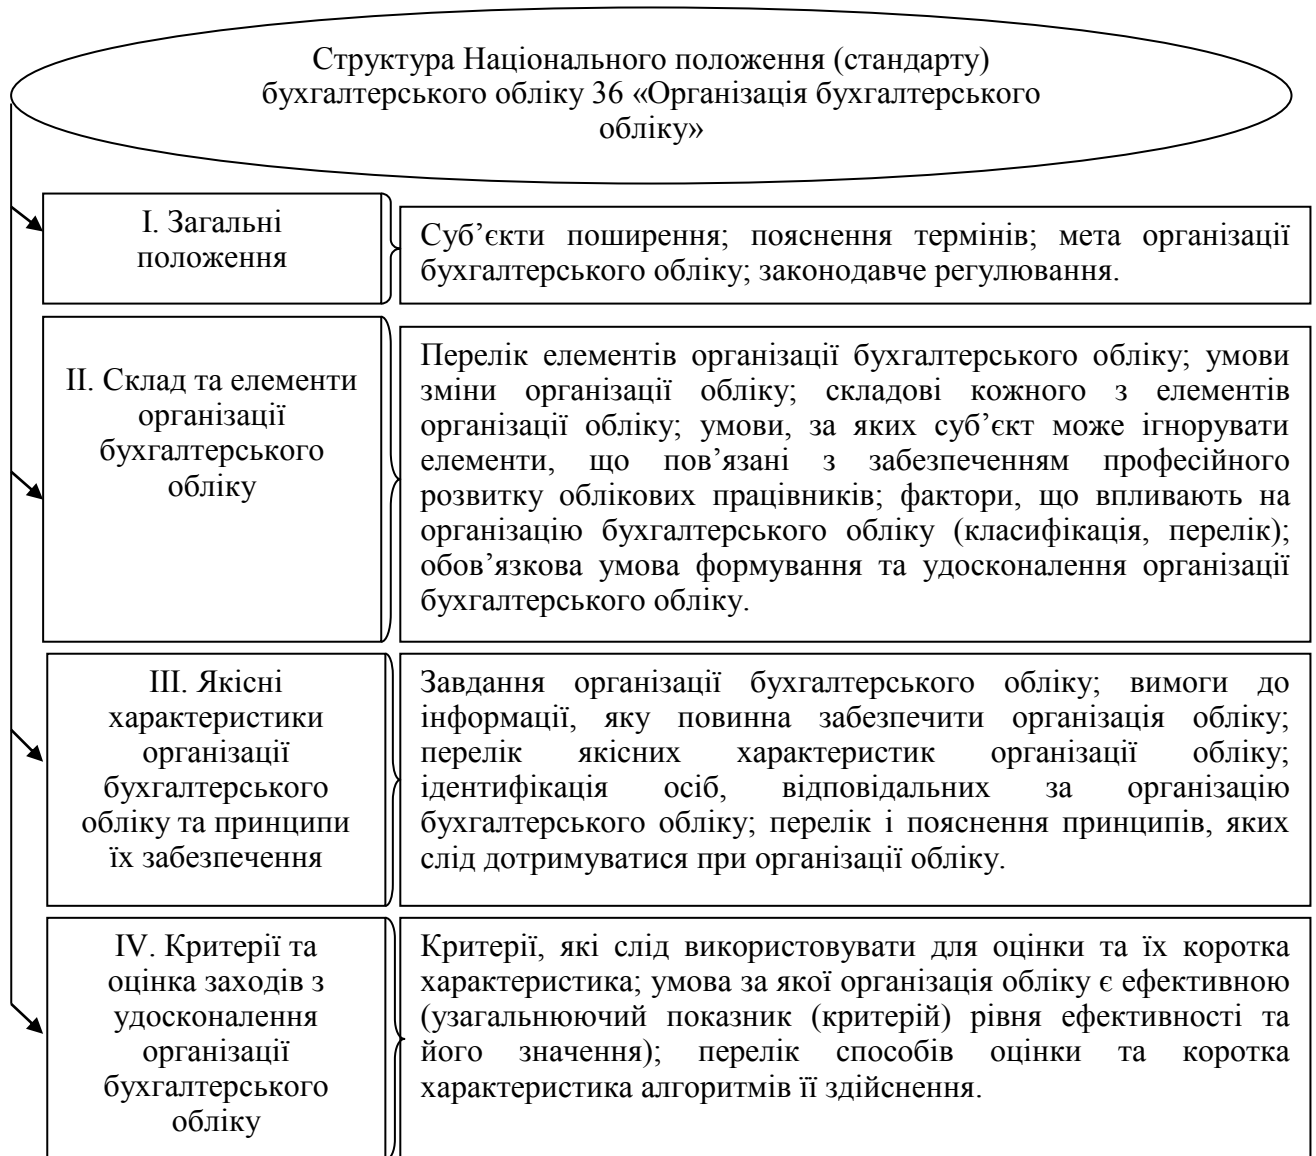 Структура Національного положення (стандарту)
бухгалтерського обліку 36 «Організація бухгалтерського
обліку»
І. Загальні
положення
Суб’єкти поширення; пояснення термінів; мета організації
бухгалтерського обліку; законодавче регулювання.
ІІ. Склад та елементи
організації
бухгалтерського
обліку
Перелік елементів організації бухгалтерського обліку; умови
зміни організації обліку; складові кожного з елементів
організації обліку; умови, за яких суб’єкт може ігнорувати
елементи, що пов’язані з забезпеченням професійного
розвитку облікових працівників; фактори, що впливають на
організацію бухгалтерського обліку (класифікація, перелік);
обов’язкова умова формування та удосконалення організації
бухгалтерського обліку.
ІІІ. Якісні
характеристики
організації
бухгалтерського
обліку та принципи
їх забезпечення
Завдання організації бухгалтерського обліку; вимоги до
інформації, яку повинна забезпечити організація обліку;
перелік якісних характеристик організації обліку;
ідентифікація осіб, відповідальних за організацію
бухгалтерського обліку; перелік і пояснення принципів, яких
слід дотримуватися при організації обліку.
IV. Критерії та
оцінка заходів з
удосконалення
організації
бухгалтерського
обліку
Критерії, які слід використовувати для оцінки та їх коротка
характеристика; умова за якої організація обліку є ефективною
(узагальнюючий показник (критерій) рівня ефективності та
його значення); перелік способів оцінки та коротка
характеристика алгоритмів її здійснення.